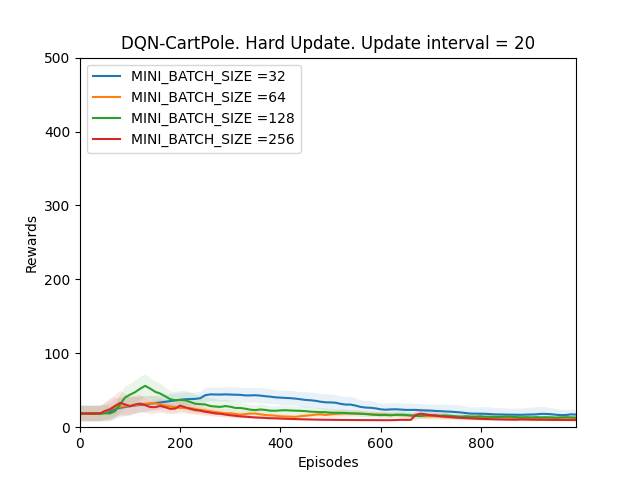 DQN-CartPole. Hard Update. Update interval = 20
MINI_BATCH_SIZE =32
MINI_BATCH_SIZE =64
MINI_BATCH_SIZE =128
MINI_BATCH_SIZE =256
500
400
300
200
100
0
Rewards
0 200 400 600 800
Episodes